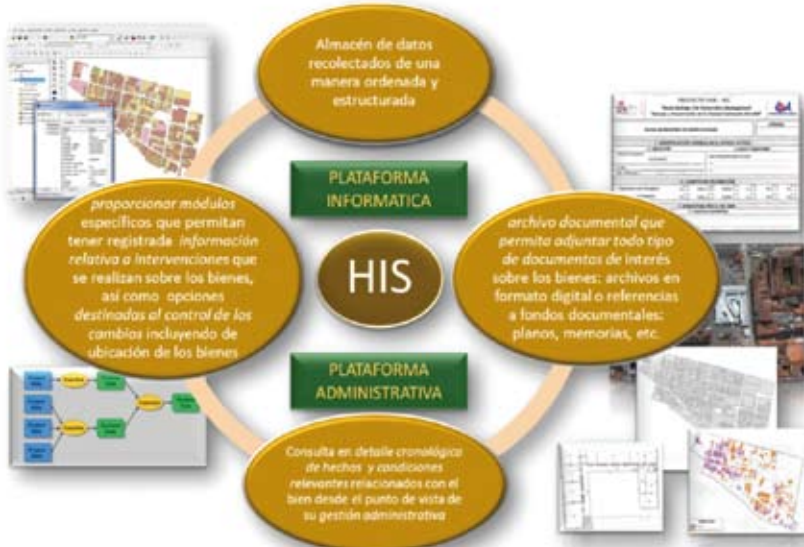 Almacén de datos
recolectados de una
manera ordenada y
estructurada
PLATAFORMA
INFORMATICA
proporcionar módulos
específicos que permitan
tener registrada información
relativa a intervenciones que
se realizan sobre los bienes,
así como opciones
destinadas al control de los
cambios incluyendo de
ubicación de los bienes
HIS
archivo documental que
permita adjuntar todo tipo
de documentos de interés
sobre los bienes: archivos en
formato digital o referencias
a fondos documentales:
planos, memorias, etc.
PLATAFORMA
ADMINISTRATIVA
Consulta en detalle cronológico
de hechos y condiciones
relevantes relacionados con el
bien desde el punto de vista de
su gestión administrativa